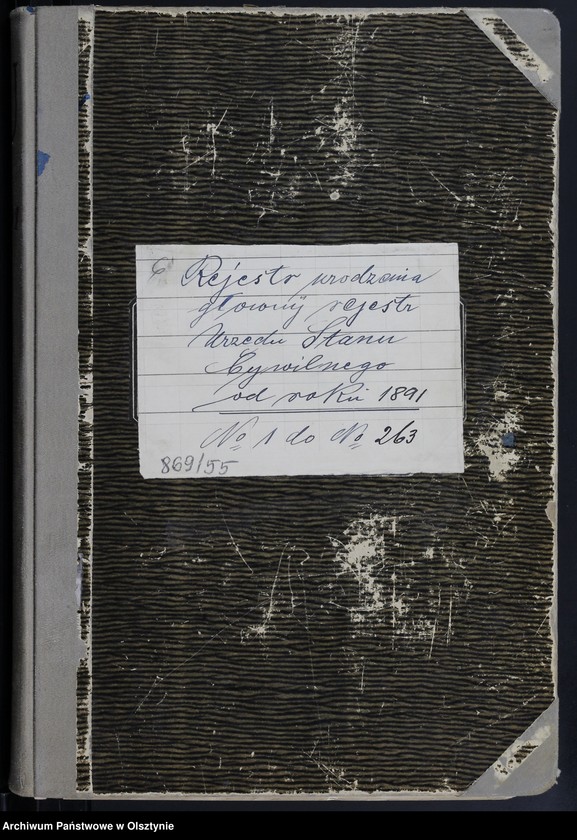 Rejestr urodzenia
głowny rejestr
Urzedu Stanu
Cywilnego
od roku 1891
No 1 do No 263
869/55
Archiwum Państwowe w Olsztynie